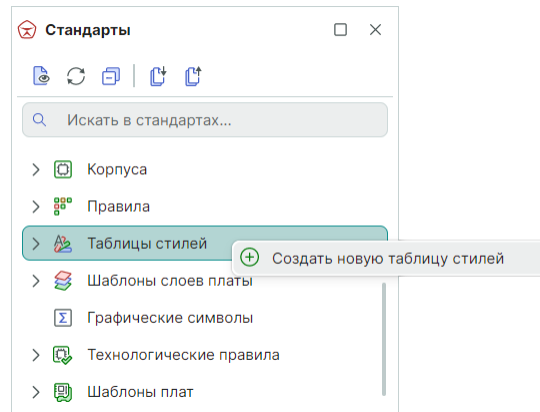 Стандарты
Искать в стандартах...
Корпуса
Правила
Таблицы стилей
Создать новую таблицу стилей
Шаблоны слоев платы
Графические символы
Технологические правила
Шаблоны плат